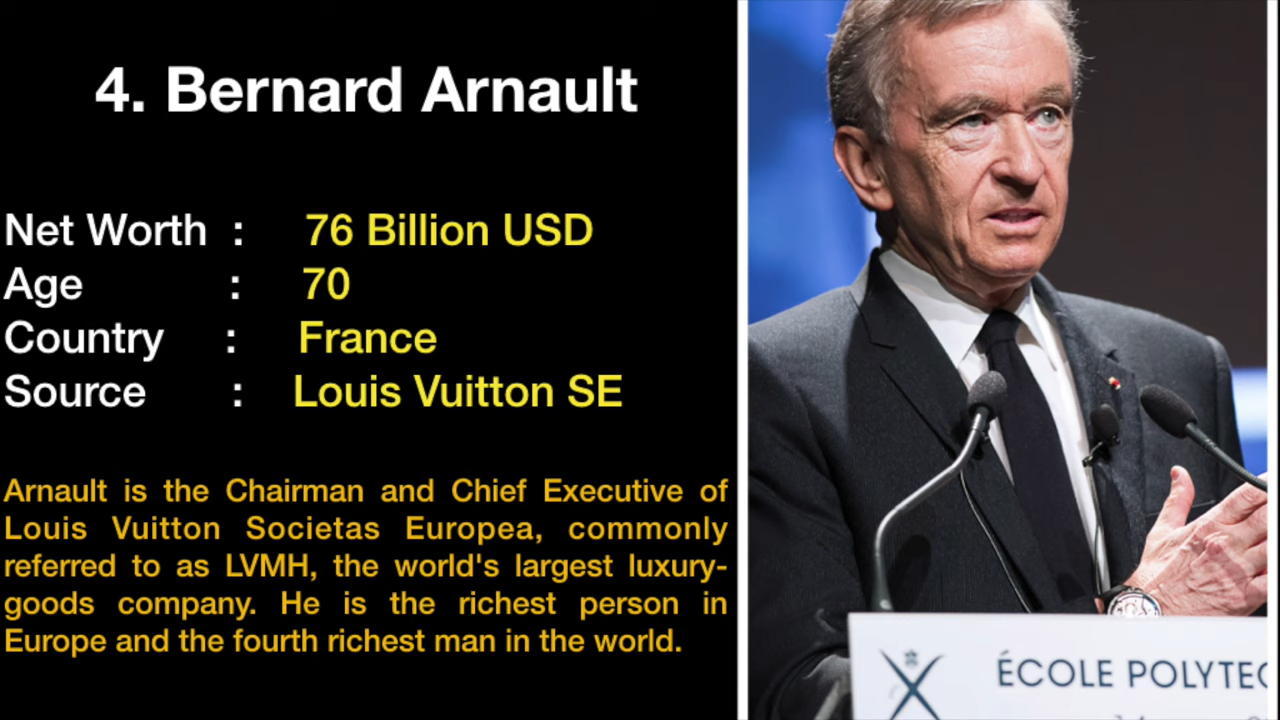 4. Bernard Arnault
Net Worth : 76 Billion USD
Age : 70
Country : France
Source : Louis Vuitton SE
Arnault is the Chairman and Chief Executive of
Louis Vuitton Societas Europea, commonly
referred to as LVMH, the world's largest luxury-
goods company. He is the richest person in
Europe and the fourth richest man in the world.
ÉCOLE POLYTEC